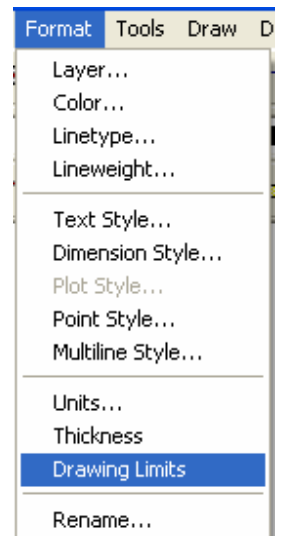 Format Tools Draw D
Layer...
Color...
Linetype...
Lineweight...
Text Style...
Dimension Style...
Plot Style...
Point Style...
Multiline Style...
Units...
Thickness
Drawing Limits
Rename...